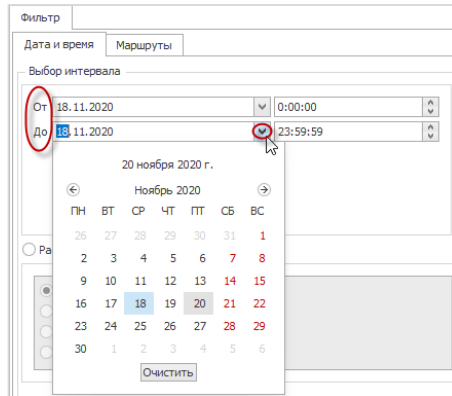 Фильтр
Дата и время Маршруты
Выбор интервала
От 18.11.2020 0:00:00
До 18.11.2020 23:59:59
20 ноября 2020 г.
Ноябрь 2020
ПН ВТ СР ЧТ ПТ СБ ВС
26 27 28 29 30 31 1
2 3 4 5 6 7 8
Ра
9 10 11 12 13 14 15
16 17 18 19 20 21 22
23 24 25 26 27 28 29
30 1 2 3 4 5 6
Очистить